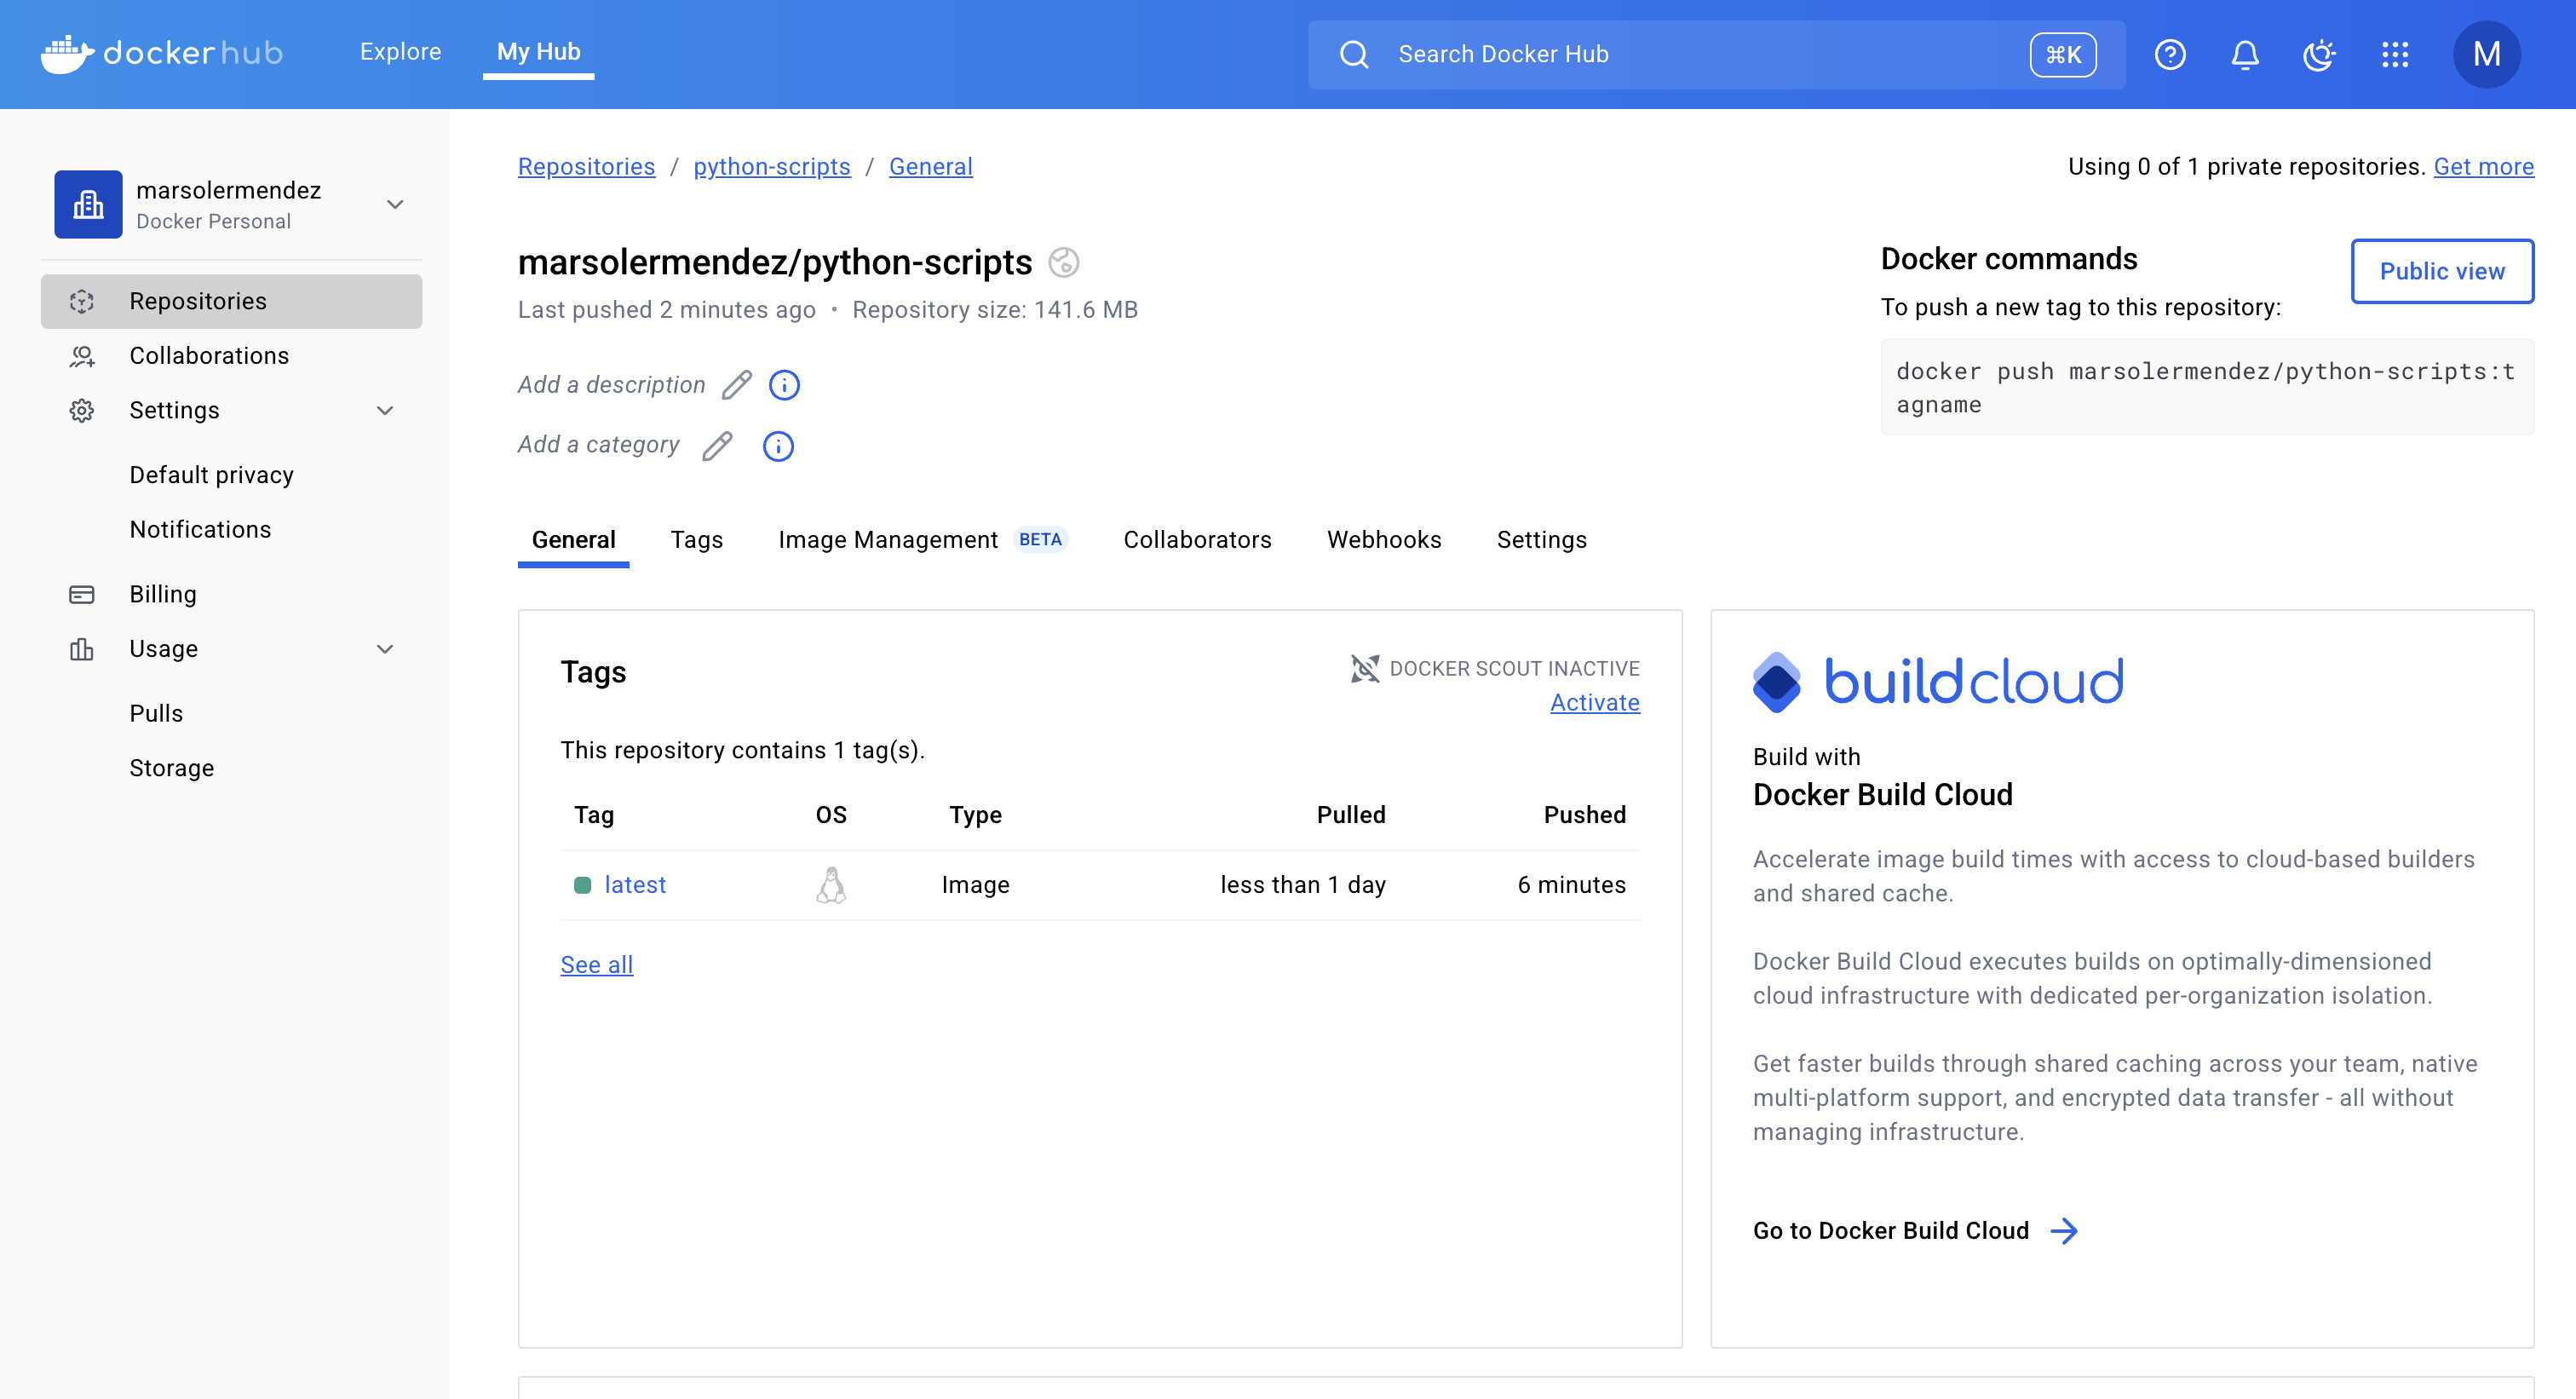 dockerhub
Explore
My Hub
Search Docker Hub
⌘K
M
marsolermendez
Docker Personal
Repositories
Collaborations
Settings
Default privacy
Notifications
Billing
Usage
Pulls
Storage
Repositories / python-scripts / General
Using 0 of 1 private repositories. Get more
marsolermendez/python-scripts
Last pushed 2 minutes ago • Repository size: 141.6 MB
Add a description
Add a category
Docker commands
Public view
To push a new tag to this repository:
docker push marsolermendez/python-scripts:t
agname
General
Tags
Image Management BETA
Collaborators
Webhooks
Settings
Tags
DOCKER SCOUT INACTIVE
Activate
This repository contains 1 tag(s).
Tag OS Type Pulled Pushed
latest Image less than 1 day 6 minutes
See all
buildcloud
Build with
Docker Build Cloud
Accelerate image build times with access to cloud-based builders
and shared cache.
Docker Build Cloud executes builds on optimally-dimensioned
cloud infrastructure with dedicated per-organization isolation.
Get faster builds through shared caching across your team, native
multi-platform support, and encrypted data transfer - all without
managing infrastructure.
Go to Docker Build Cloud